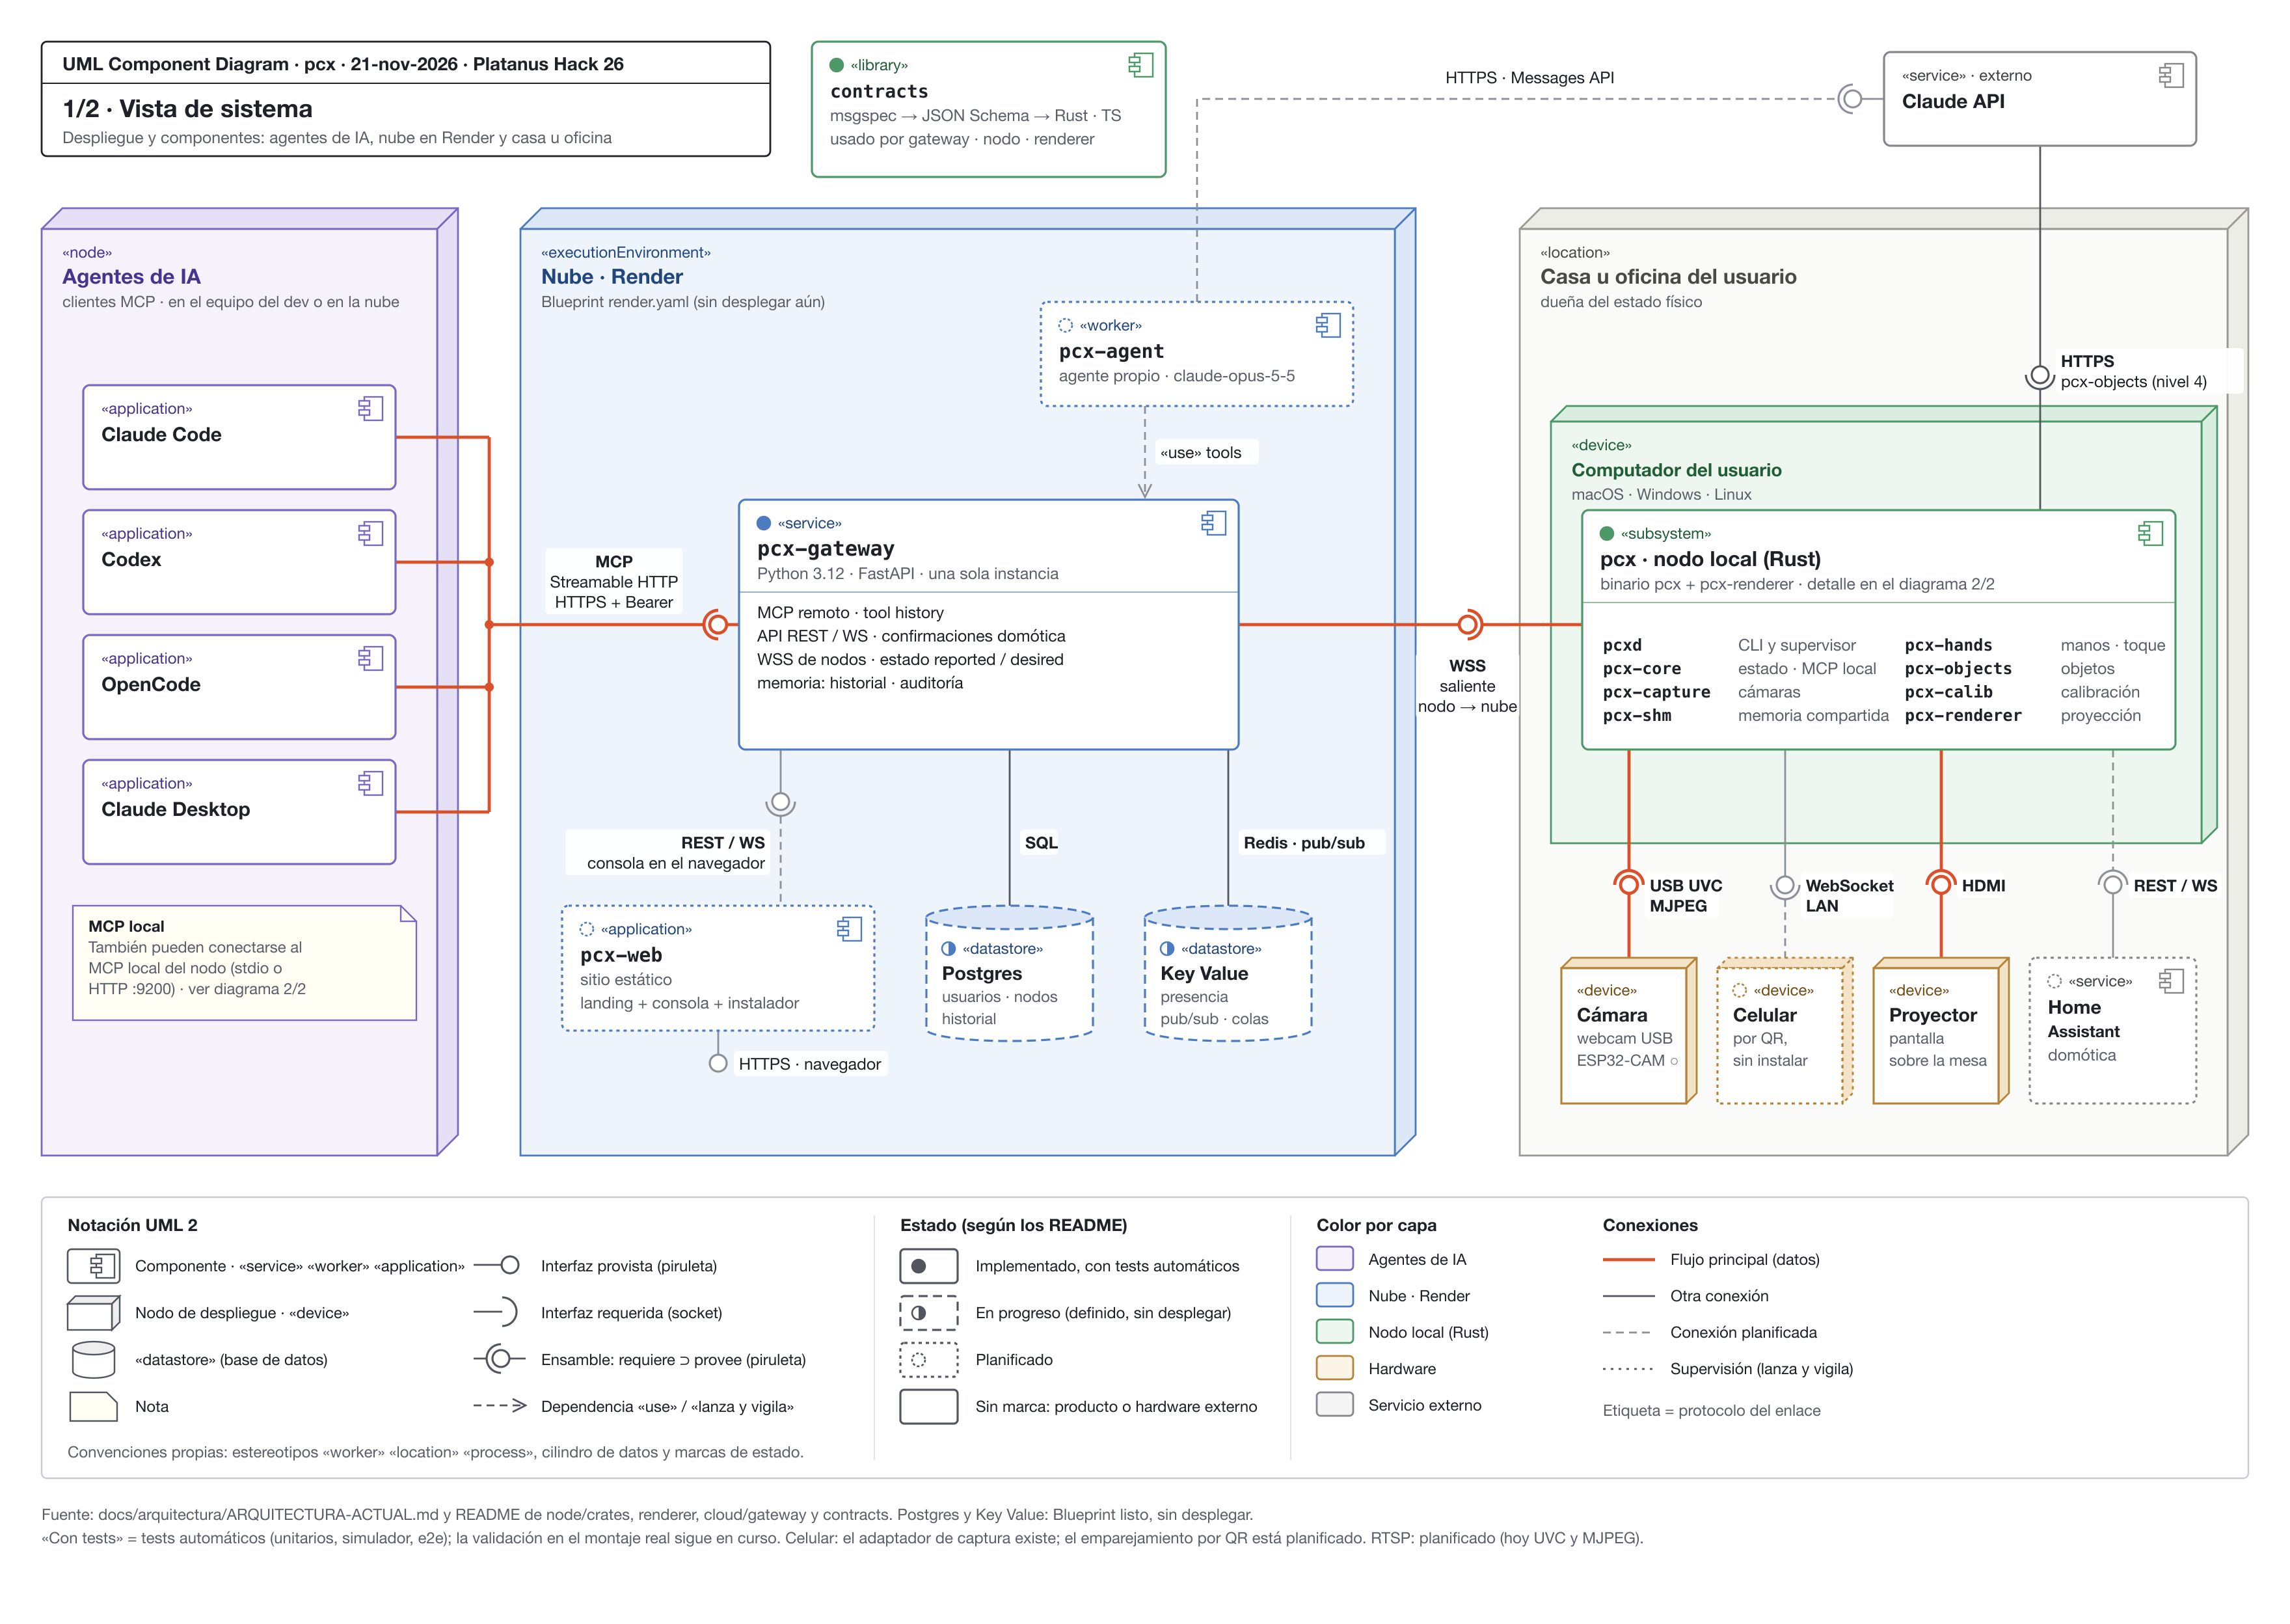 UML Component Diagram · pcx · 21-nov-2026 · Platanus Hack 26
1/2 · Vista de sistema
Despliegue y componentes: agentes de IA, nube en Render y casa u oficina
«library»
contracts
msgspec → JSON Schema → Rust · TS
usado por gateway · nodo · renderer
HTTPS · Messages API
«service» · externo
Claude API
«node»
Agentes de IA
clientes MCP · en el equipo del dev o en la nube
«application»
Claude Code
«application»
Codex
«application»
OpenCode
«application»
Claude Desktop
MCP local
También pueden conectarse al
MCP local del nodo (stdio o
HTTP :9200) · ver diagrama 2/2
«executionEnvironment»
Nube · Render
Blueprint render.yaml (sin desplegar aún)
«worker»
pcx-agent
agente propio · claude-opus-5-5
«use» tools
MCP
Streamable HTTP
HTTPS + Bearer
«service»
pcx-gateway
Python 3.12 · FastAPI · una sola instancia
MCP remoto · tool history
API REST / WS · confirmaciones domótica
WSS de nodos · estado reported / desired
memoria: historial · auditoría
REST / WS
consola en el navegador
SQL
Redis · pub/sub
«application»
pcx-web
sitio estático
landing + consola + instalador
HTTPS · navegador
«datastore»
Postgres
usuarios · nodos
historial
«datastore»
Key Value
presencia
pub/sub · colas
WSS
saliente
nodo → nube
«location»
Casa u oficina del usuario
dueña del estado físico
HTTPS
pcx-objects (nivel 4)
«device»
Computador del usuario
macOS · Windows · Linux
«subsystem»
pcx · nodo local (Rust)
binario pcx + pcx-renderer · detalle en el diagrama 2/2
pcxd CLI y supervisor pcx-hands manos · toque
pcx-core estado · MCP local pcx-objects objetos
pcx-capture cámaras pcx-calib calibración
pcx-shm memoria compartida pcx-renderer proyección
USB UVC
MJPEG
WebSocket
LAN
HDMI
REST / WS
«device»
Cámara
webcam USB
ESP32-CAM ○
«device»
Celular
por QR,
sin instalar
«device»
Proyector
pantalla
sobre la mesa
«service»
Home
Assistant
domótica
Notación UML 2
Componente · «service» «worker» «application»
Nodo de despliegue · «device»
«datastore» (base de datos)
Nota
Interfaz provista (piruleta)
Interfaz requerida (socket)
Ensamble: requiere ⊃ provee (piruleta)
Dependencia «use» / «lanza y vigila»
Convenciones propias: estereotipos «worker» «location» «process», cilindro de datos y marcas de estado.
Estado (según los README)
Implementado, con tests automáticos
En progreso (definido, sin desplegar)
Planificado
Sin marca: producto o hardware externo
Color por capa
Agentes de IA
Nube · Render
Nodo local (Rust)
Hardware
Servicio externo
Conexiones
Flujo principal (datos)
Otra conexión
Conexión planificada
Supervisión (lanza y vigila)
Etiqueta = protocolo del enlace
Fuente: docs/arquitectura/ARQUITECTURA-ACTUAL.md y README de node/crates, renderer, cloud/gateway y contracts. Postgres y Key Value: Blueprint listo, sin desplegar.
«Con tests» = tests automáticos (unitarios, simulador, e2e); la validación en el montaje real sigue en curso. Celular: el adaptador de captura existe; el emparejamiento por QR está planificado. RTSP: planificado (hoy UVC y MJPEG).